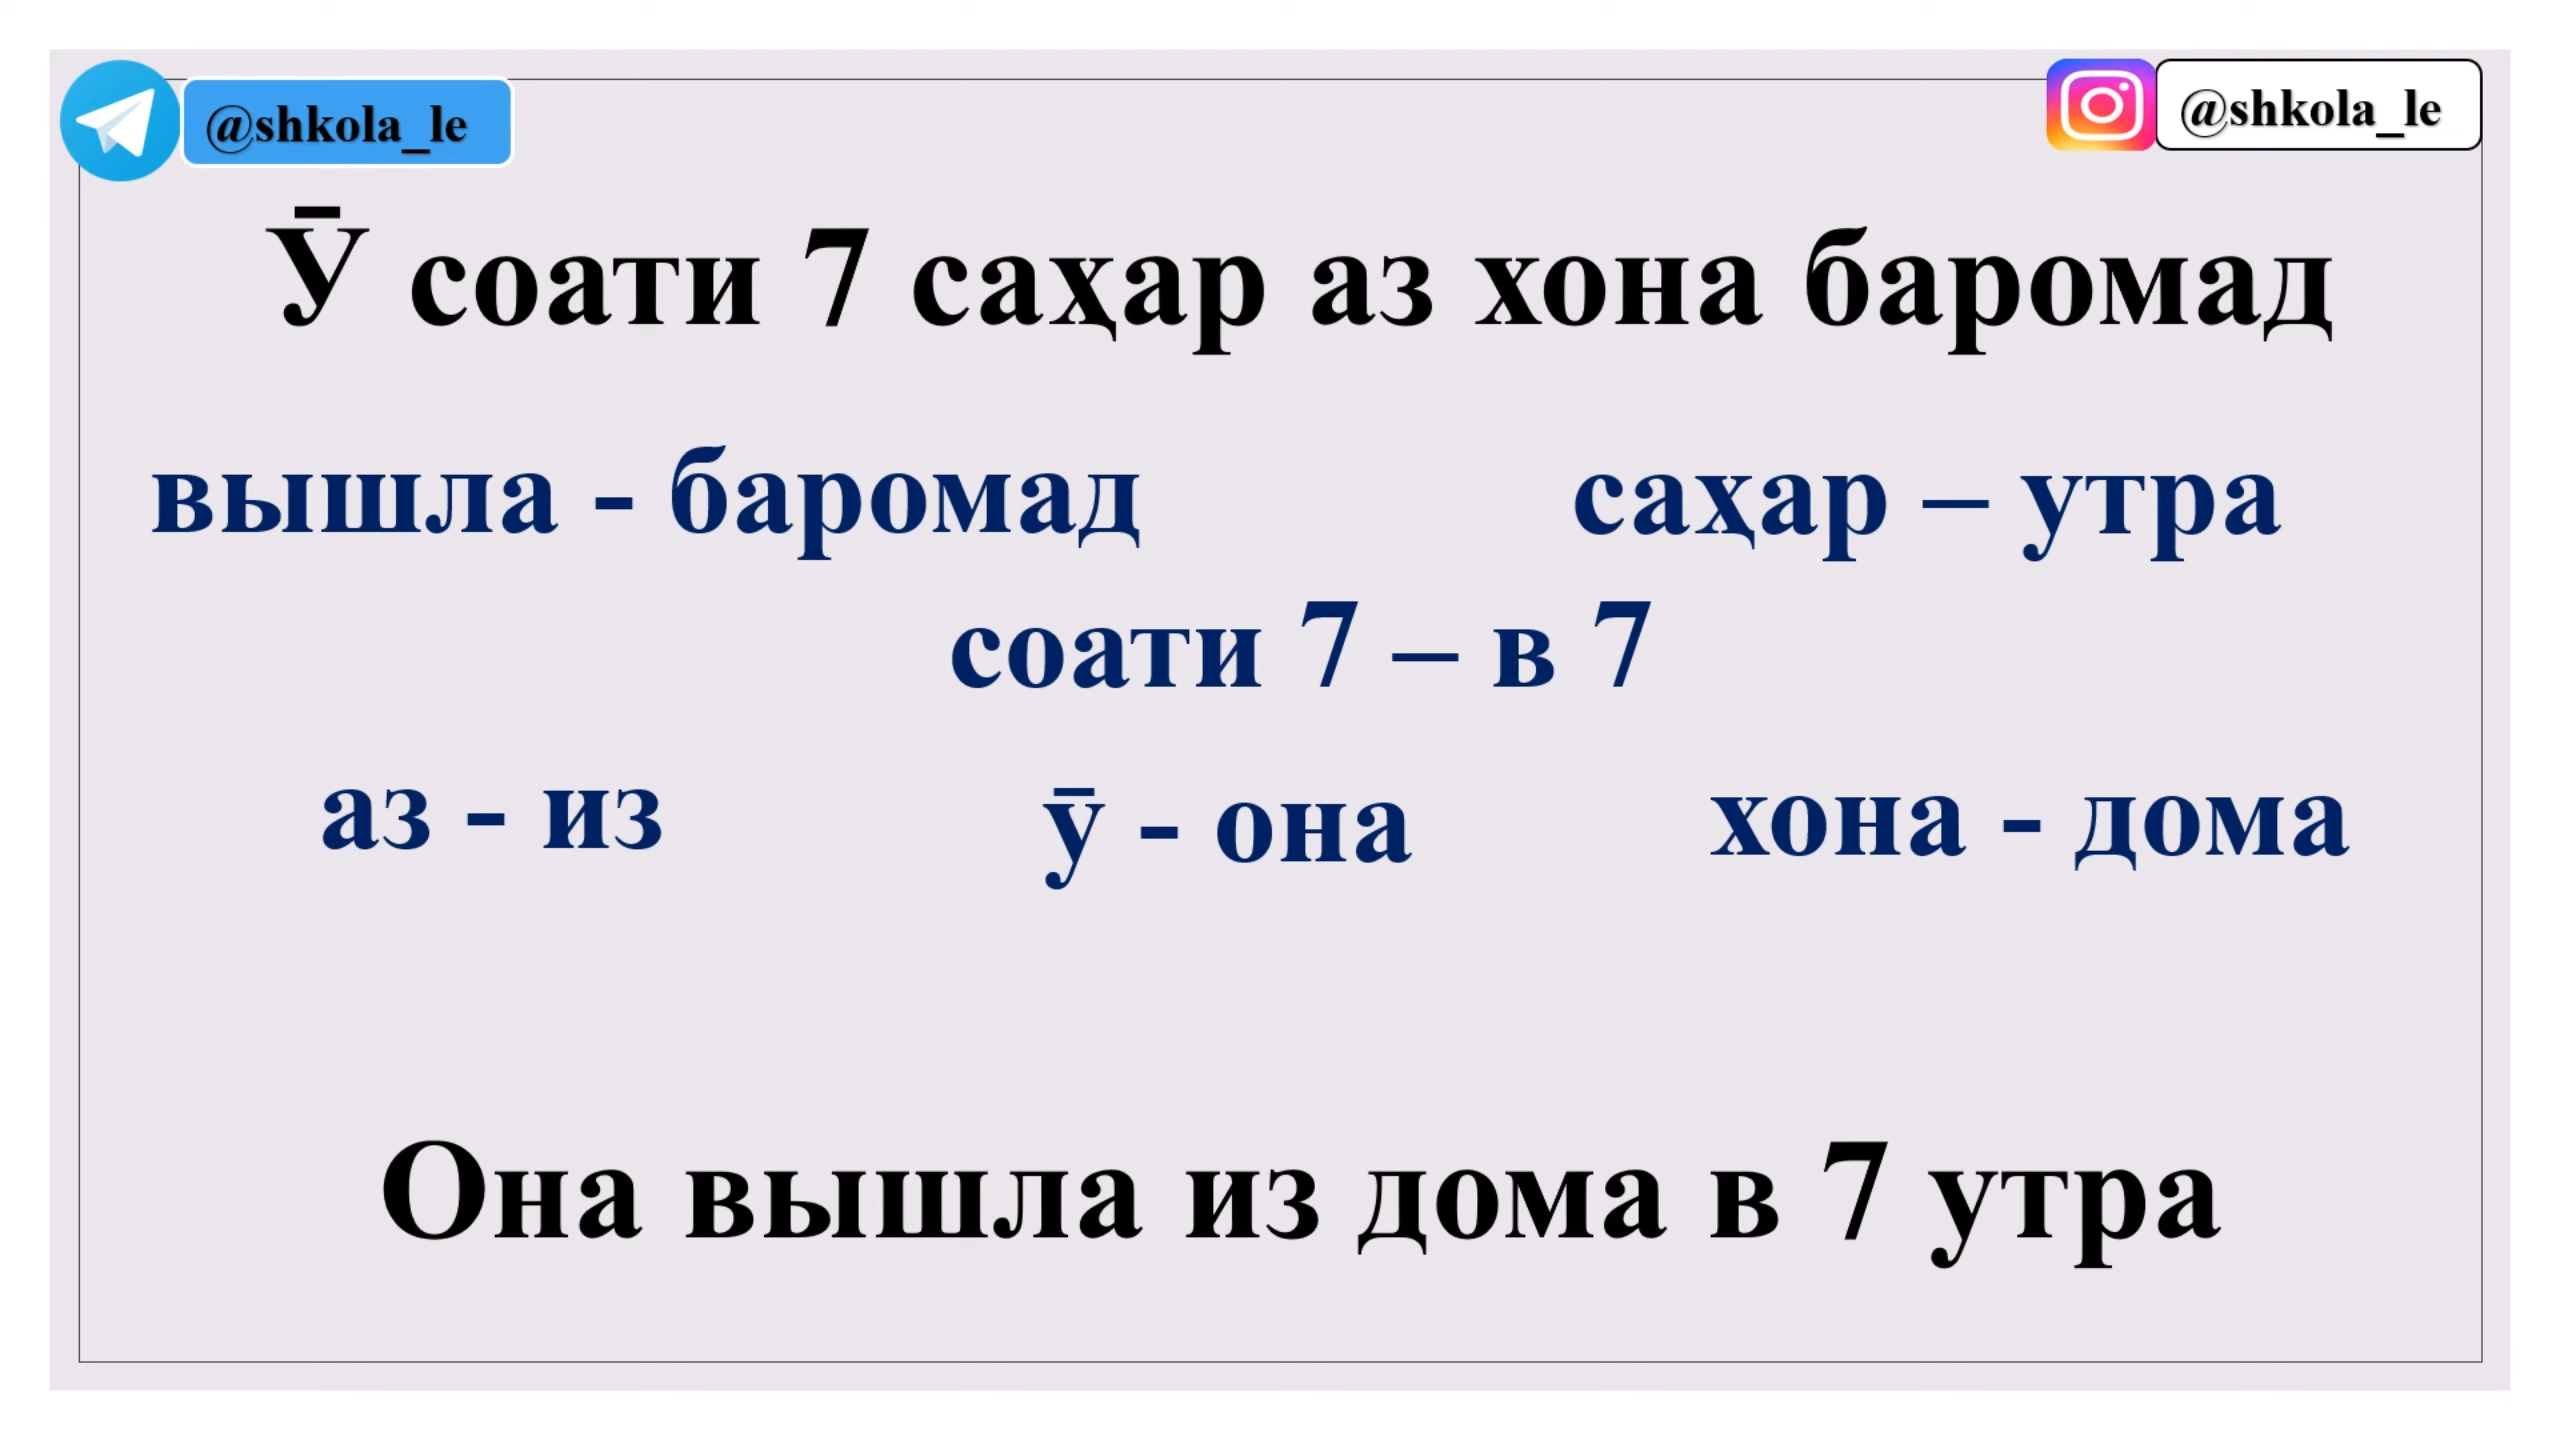 @shkola_le
@shkola_le
Ӯ соати 7 саҳар аз хона баромад
вышла - баромад
саҳар – утра
соати 7 – в 7
аз - из
ӯ - она
хона - дома
Она вышла из дома в 7 утра